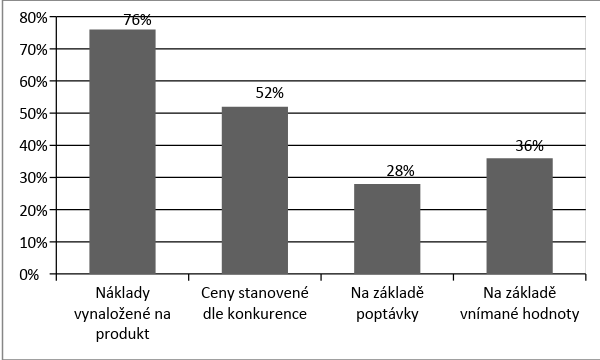 80%
70%
60%
50%
40%
30%
20%
10%
0%
76%
52%
28%
36%
Náklady
vynaložené na
produkt
Ceny stanovené
dle konkurence
Na základě
poptávky
Na základě
vnímané hodnoty